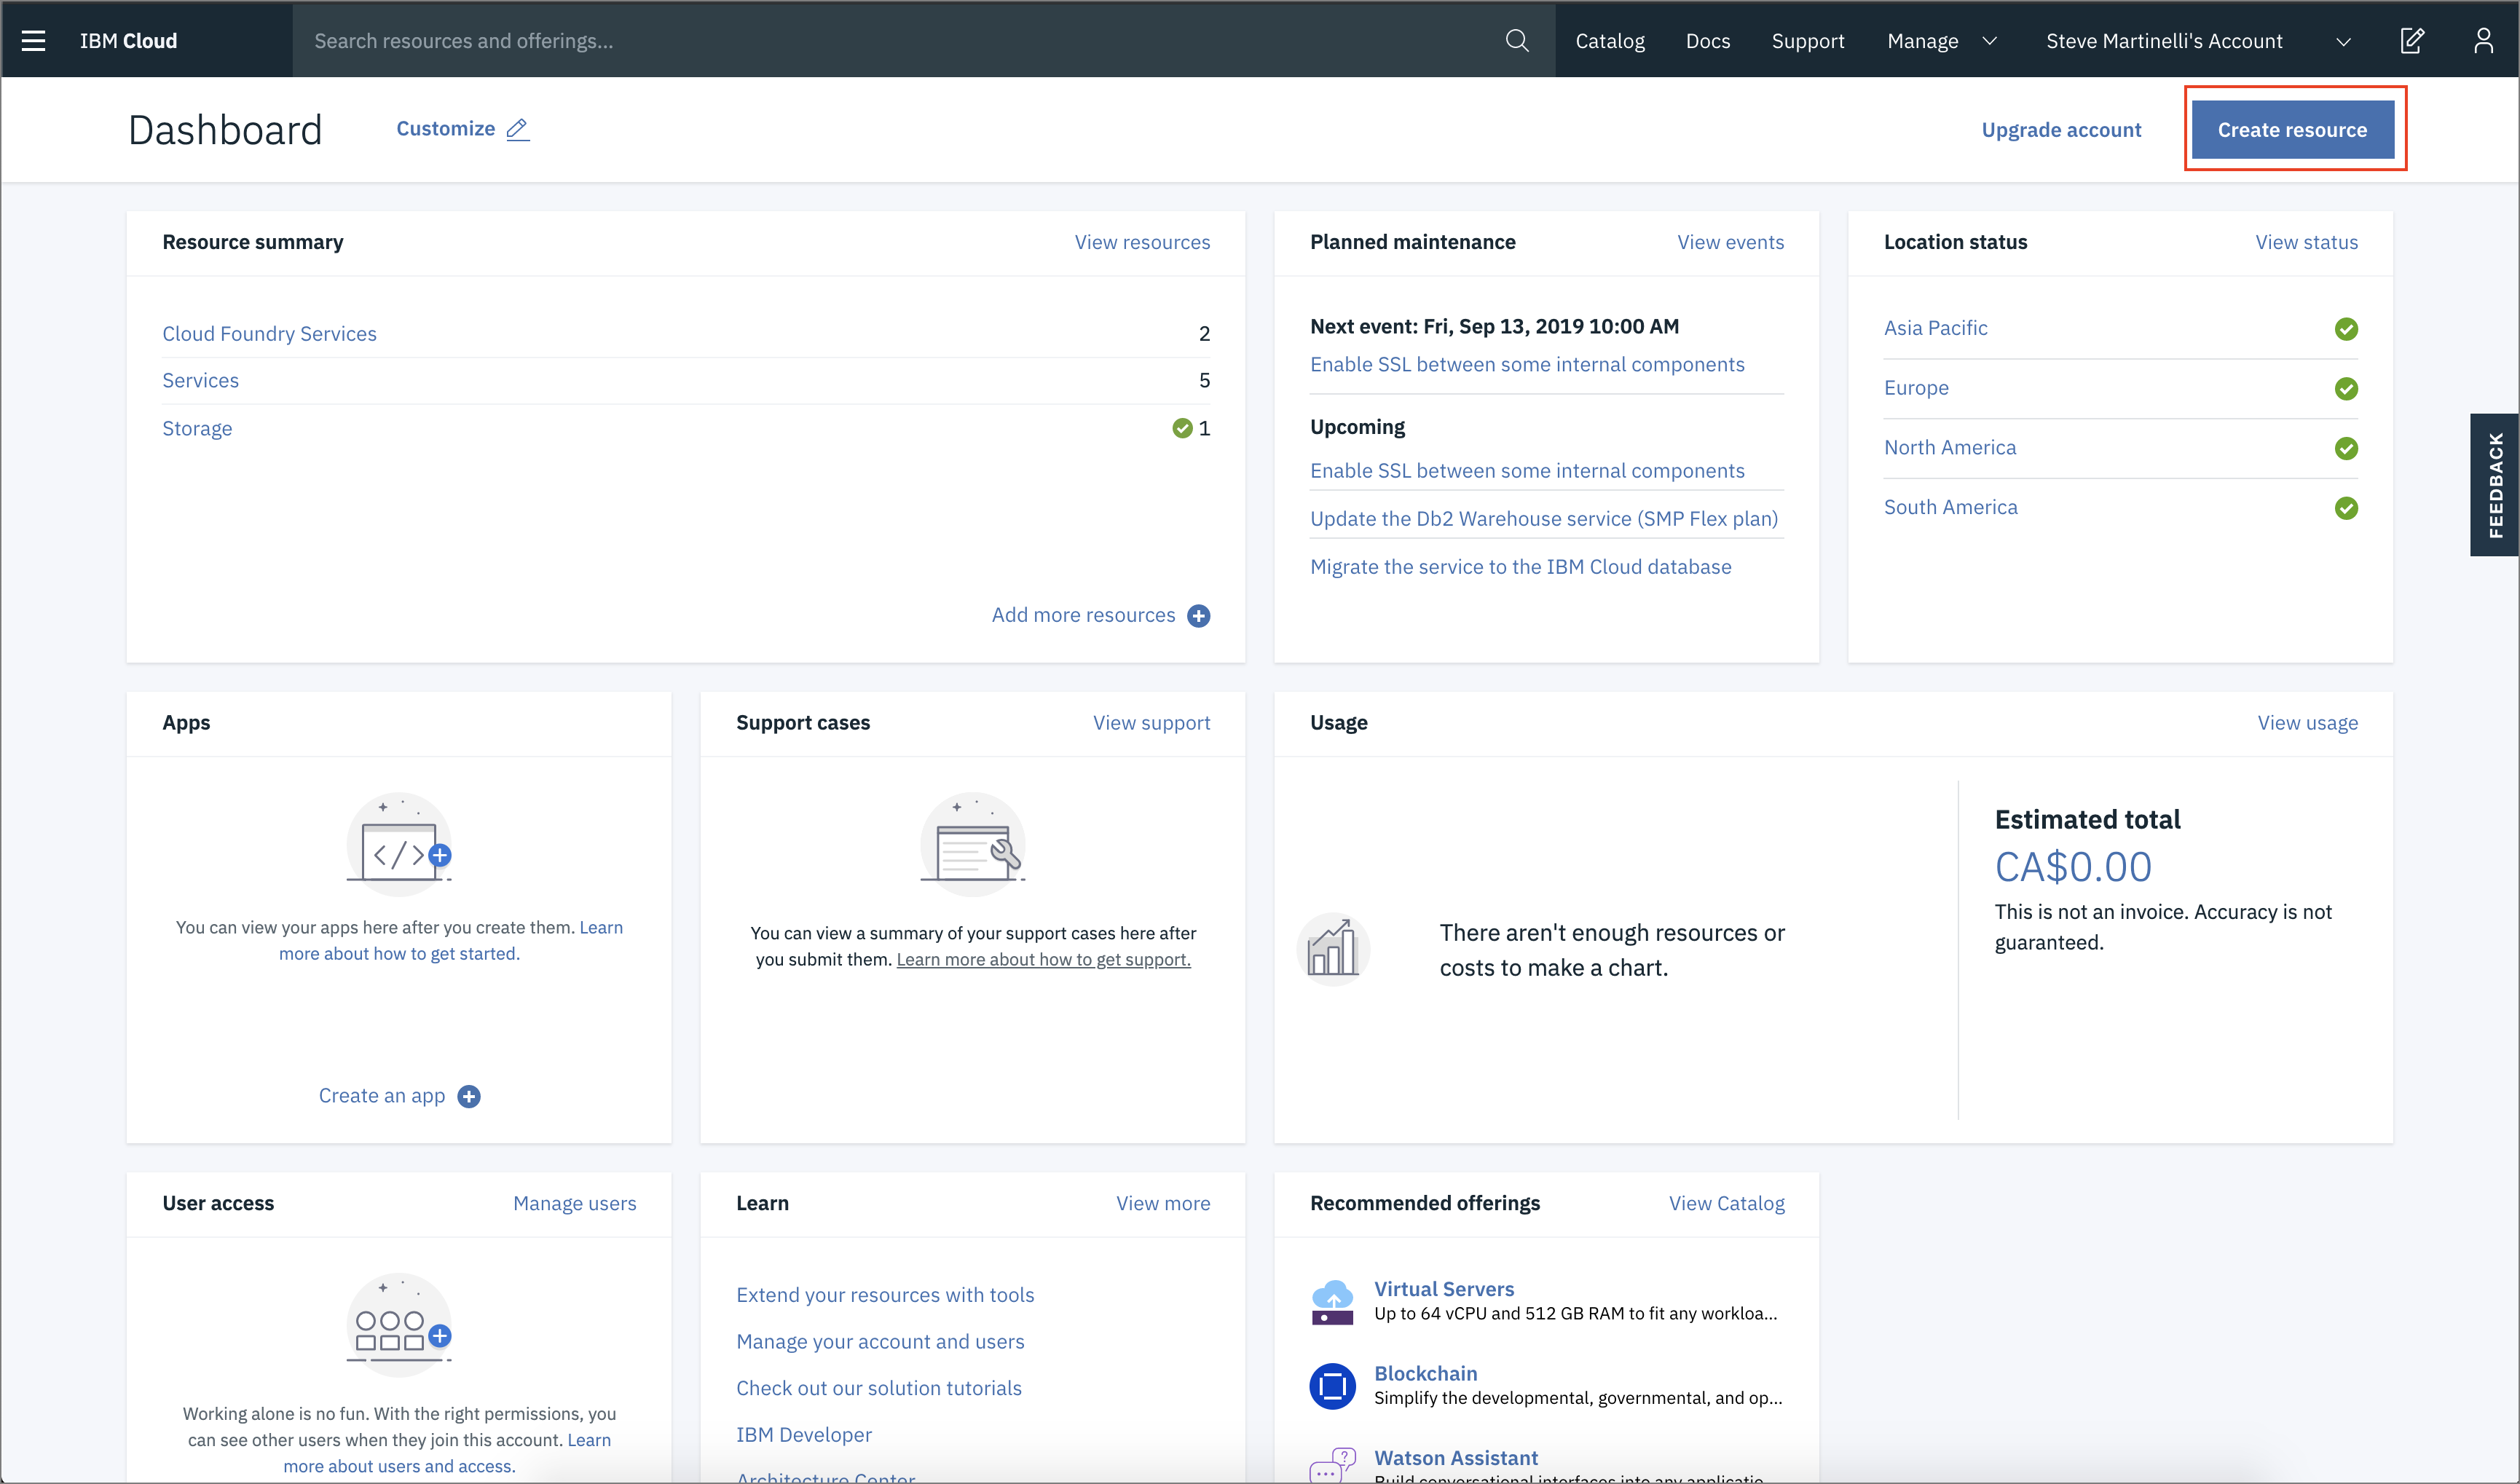 IBM Cloud
Search resources and offerings...
Catalog
Docs
Support
Manage
Steve Martinelli's Account
Dashboard
Customize
Upgrade account
Create resource
Resource summary
View resources
Cloud Foundry Services
2
Services
5
Storage
1
Add more resources
Planned maintenance
View events
Next event: Fri, Sep 13, 2019 10:00 AM
Enable SSL between some internal components
Upcoming
Enable SSL between some internal components
Update the Db2 Warehouse service (SMP Flex plan)
Migrate the service to the IBM Cloud database
Location status
View status
Asia Pacific
Europe
North America
South America
FEEDBACK
Apps
You can view your apps here after you create them. Learn
more about how to get started.
Create an app
Support cases
View support
You can view a summary of your support cases here after
you submit them. Learn more about how to get support.
Usage
View usage
There aren't enough resources or
costs to make a chart.
Estimated total
CA$0.00
This is not an invoice. Accuracy is not
guaranteed.
User access
Manage users
Working alone is no fun. With the right permissions, you
can see other users when they join this account. Learn
more about users and access.
Learn
View more
Extend your resources with tools
Manage your account and users
Check out our solution tutorials
IBM Developer
Architecture Center
Recommended offerings
View Catalog
Virtual Servers
Up to 64 vCPU and 512 GB RAM to fit any workloa...
Blockchain
Simplify the developmental, governmental, and op...
Watson Assistant
Build conversational interfaces into any applicatio...